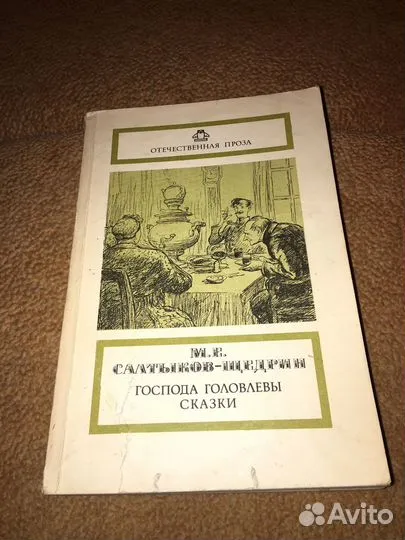 ОТЕЧЕСТВЕННАЯ ПРОЗА
М.Е.
САЛТЫКОВ-ЩЕДРИН
ГОСПОДА ГОЛОВЛЕВЫ
СКАЗКИ
Avito